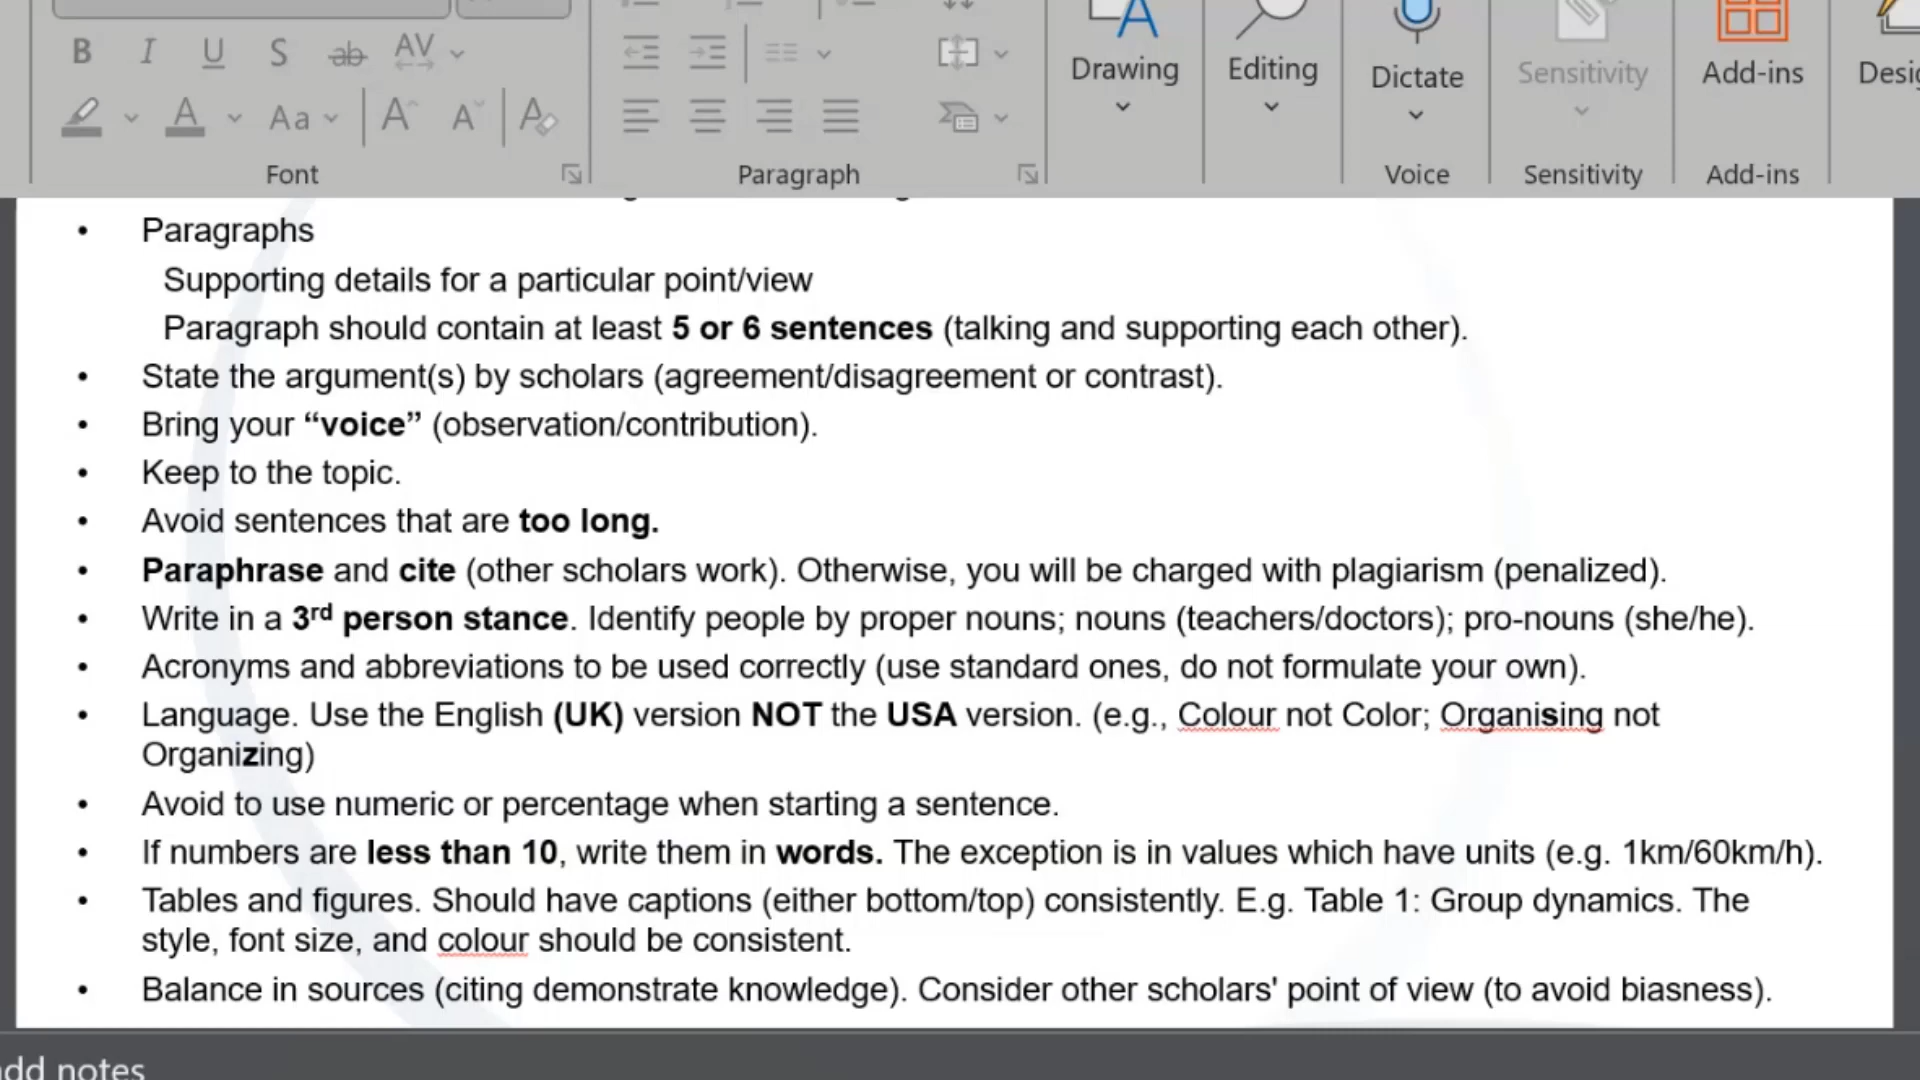 B I U S ab AV
A Aa A A A
Font
Paragraph
Drawing
Editing
Dictate
Voice
Sensitivity
Sensitivity
Add-ins
Add-ins
• Paragraphs
Supporting details for a particular point/view
Paragraph should contain at least 5 or 6 sentences (talking and supporting each other).
• State the argument(s) by scholars (agreement/disagreement or contrast).
• Bring your “voice” (observation/contribution).
• Keep to the topic.
• Avoid sentences that are too long.
• Paraphrase and cite (other scholars work). Otherwise, you will be charged with plagiarism (penalized).
• Write in a 3rd person stance. Identify people by proper nouns; nouns (teachers/doctors); pro-nouns (she/he).
• Acronyms and abbreviations to be used correctly (use standard ones, do not formulate your own).
• Language. Use the English (UK) version NOT the USA version. (e.g., Colour not Color; Organising not
Organizing)
• Avoid to use numeric or percentage when starting a sentence.
• If numbers are less than 10, write them in words. The exception is in values which have units (e.g. 1km/60km/h).
• Tables and figures. Should have captions (either bottom/top) consistently. E.g. Table 1: Group dynamics. The
style, font size, and colour should be consistent.
• Balance in sources (citing demonstrate knowledge). Consider other scholars' point of view (to avoid biasness).
notes